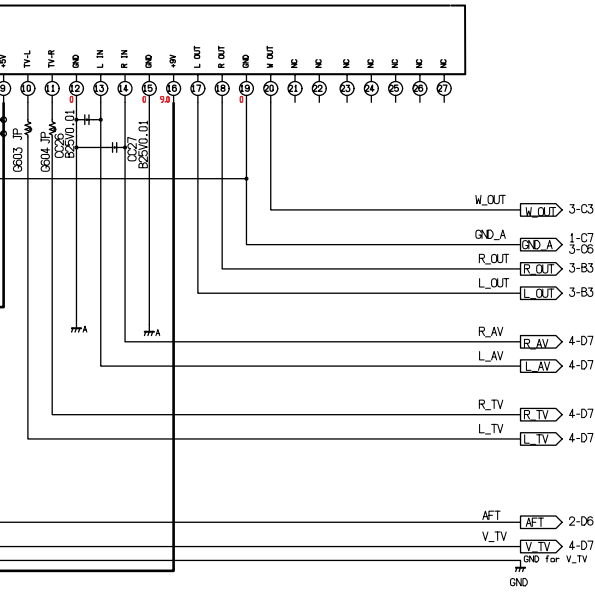 +5V TV-L TV-R GND L IN R IN GND +9V L OUT R OUT GND W OUT NC NC NC NC NC NC NC
9 10 11 12 13 14 15 16 17 18 19 20 21 22 23 24 25 26 27
0 0 9.0 0
G603 JP
G604 JP
CC26
B25V0.01
CC27
B25V0.01
W_OUT W_OUT 3-C3
GND_A GND_A 1-C7
3-C6
R_OUT R_OUT 3-B3
L_OUT L_OUT 3-B3
A A
R_AV R_AV 4-D7
L_AV L_AV 4-D7
R_TV R_TV 4-D7
L_TV L_TV 4-D7
AFT AFT 2-D6
V_TV V_TV 4-D7
GND for V_TV
GND